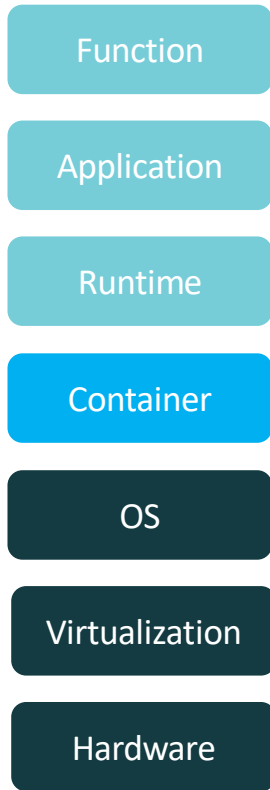 Function
Application
Runtime
Container
OS
Virtualization
Hardware